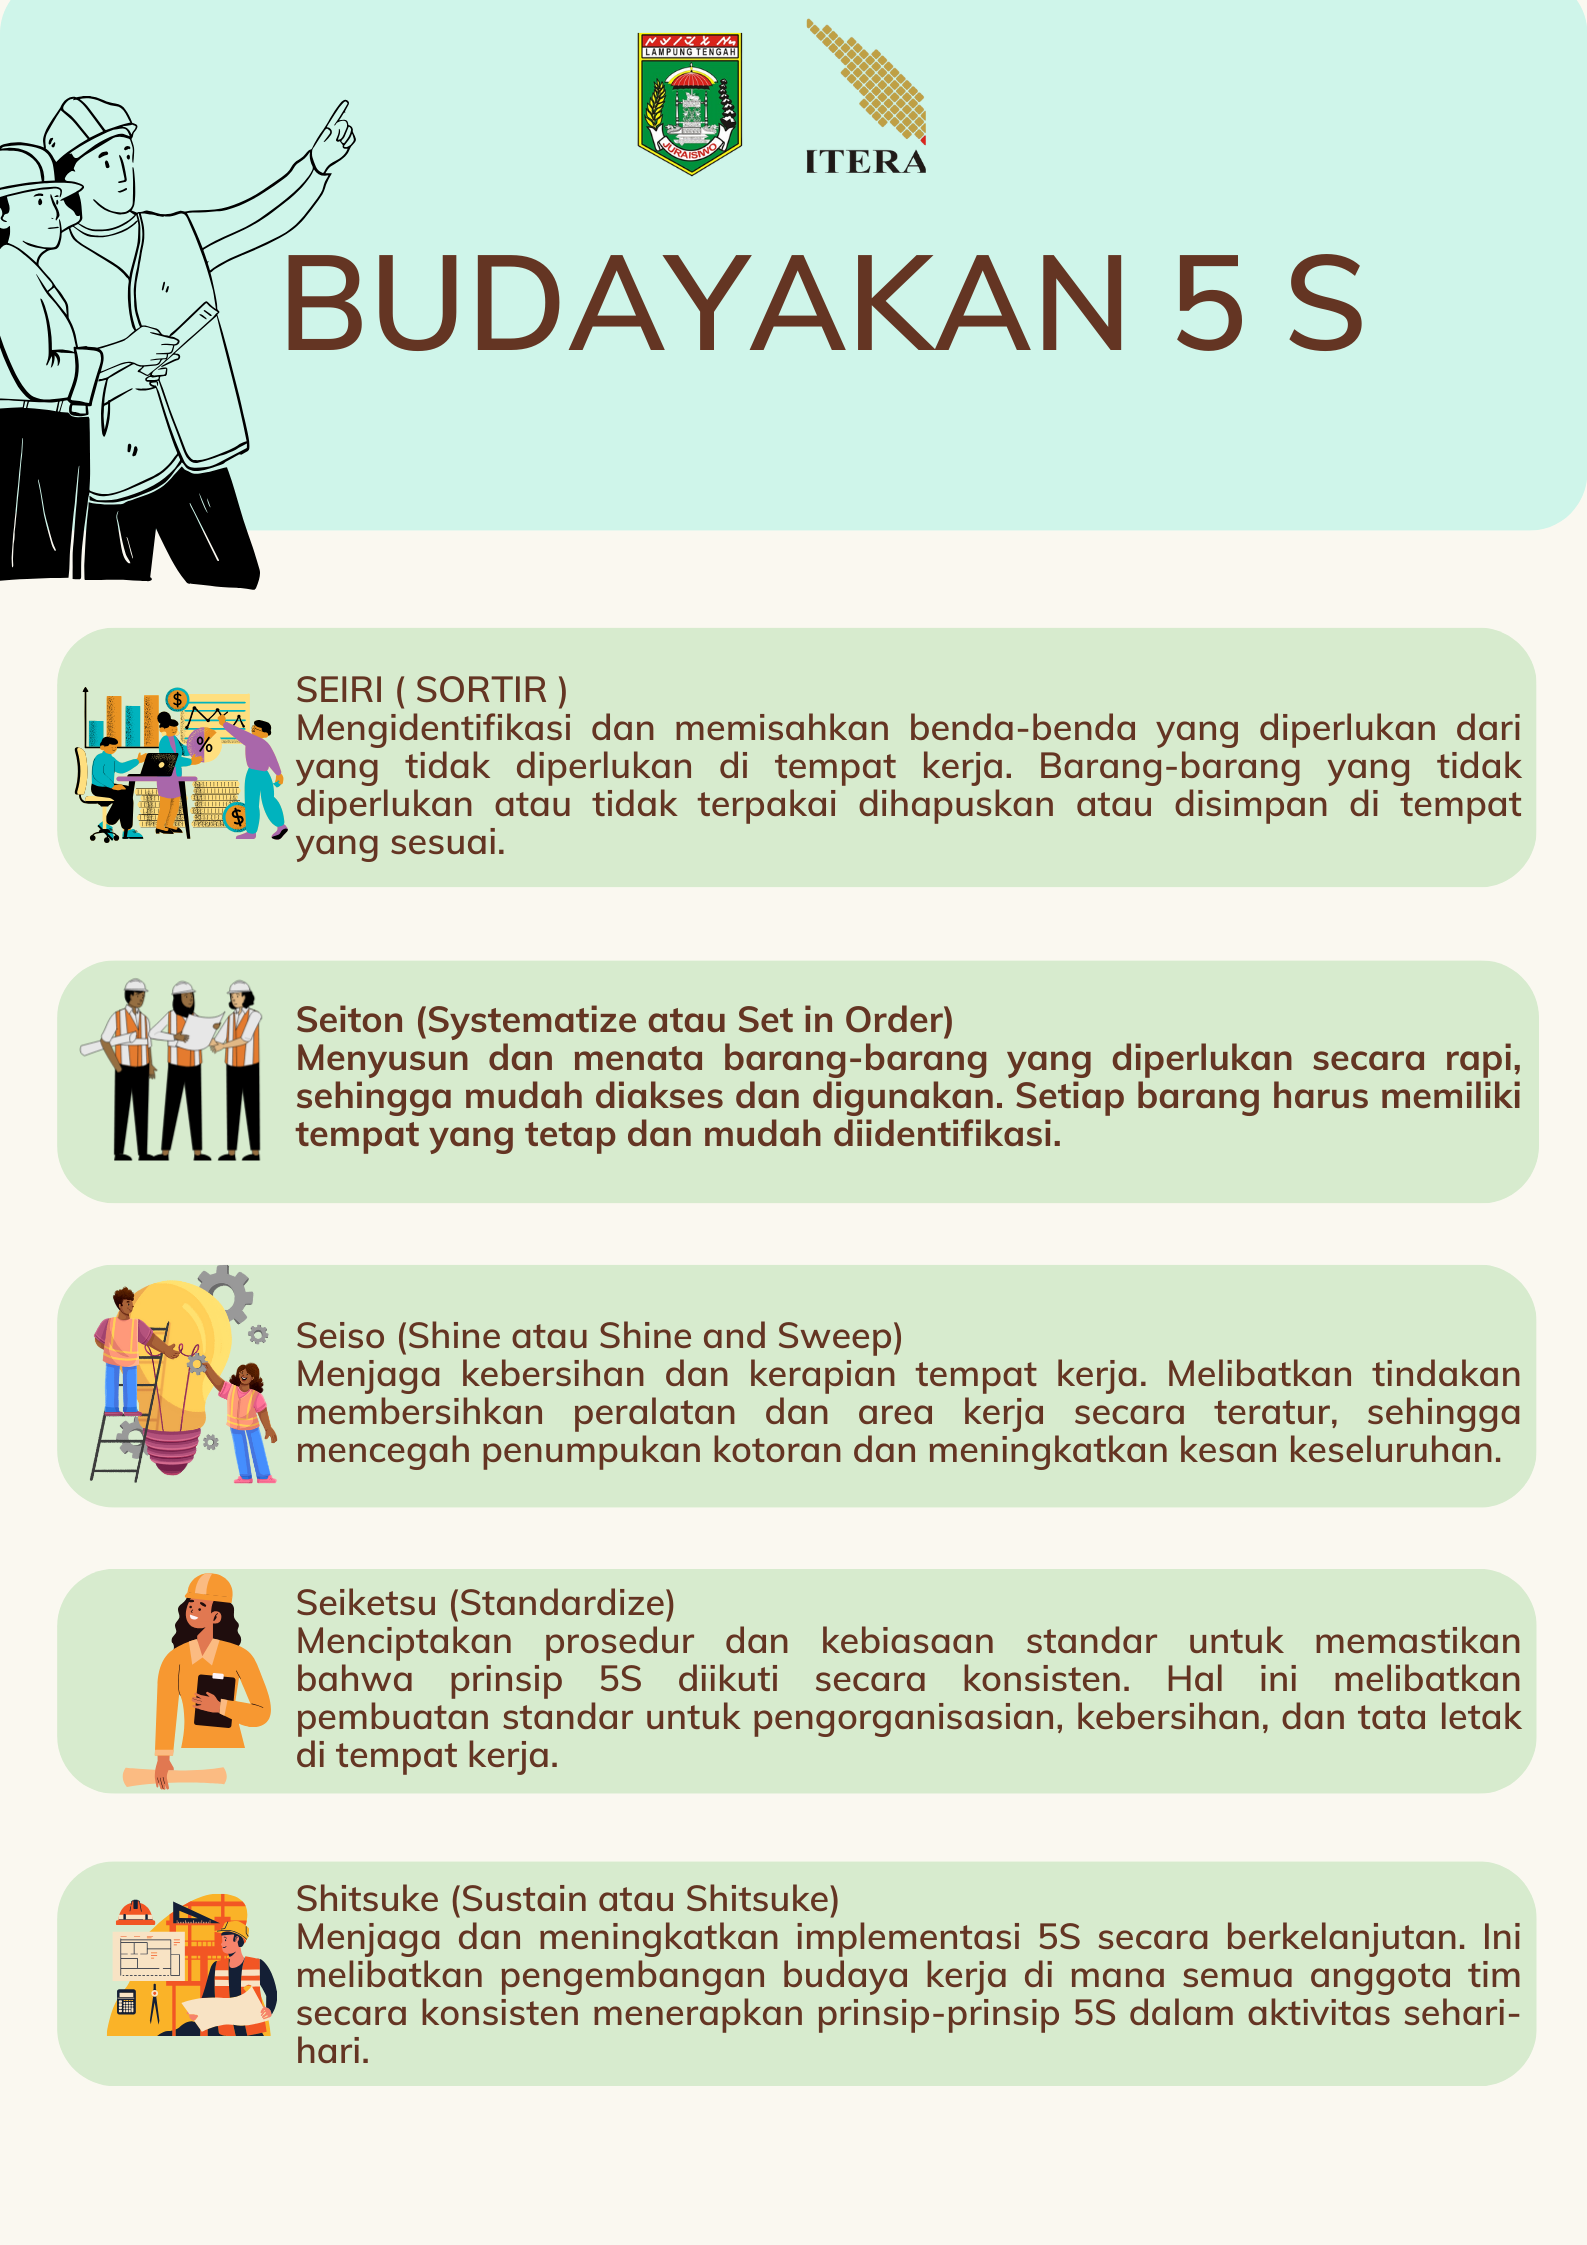 LAMPUNG TENGAH
JURAISIWO
ITERA
BUDAYAKAN 5 S
SEIRI ( SORTIR )
Mengidentifikasi dan memisahkan benda-benda yang diperlukan dari
yang tidak diperlukan di tempat kerja. Barang-barang yang tidak
diperlukan atau tidak terpakai dihapuskan atau disimpan di tempat
yang sesuai.
Seiton (Systematize atau Set in Order)
Menyusun dan menata barang-barang yang diperlukan secara rapi,
sehingga mudah diakses dan digunakan. Setiap barang harus memiliki
tempat yang tetap dan mudah diidentifikasi.
Seiso (Shine atau Shine and Sweep)
Menjaga kebersihan dan kerapian tempat kerja. Melibatkan tindakan
membersihkan peralatan dan area kerja secara teratur, sehingga
mencegah penumpukan kotoran dan meningkatkan kesan keseluruhan.
Seiketsu (Standardize)
Menciptakan prosedur dan kebiasaan standar untuk memastikan
bahwa prinsip 5S diikuti secara konsisten. Hal ini melibatkan
pembuatan standar untuk pengorganisasian, kebersihan, dan tata letak
di tempat kerja.
Shitsuke (Sustain atau Shitsuke)
Menjaga dan meningkatkan implementasi 5S secara berkelanjutan. Ini
melibatkan pengembangan budaya kerja di mana semua anggota tim
secara konsisten menerapkan prinsip-prinsip 5S dalam aktivitas sehari-
hari.